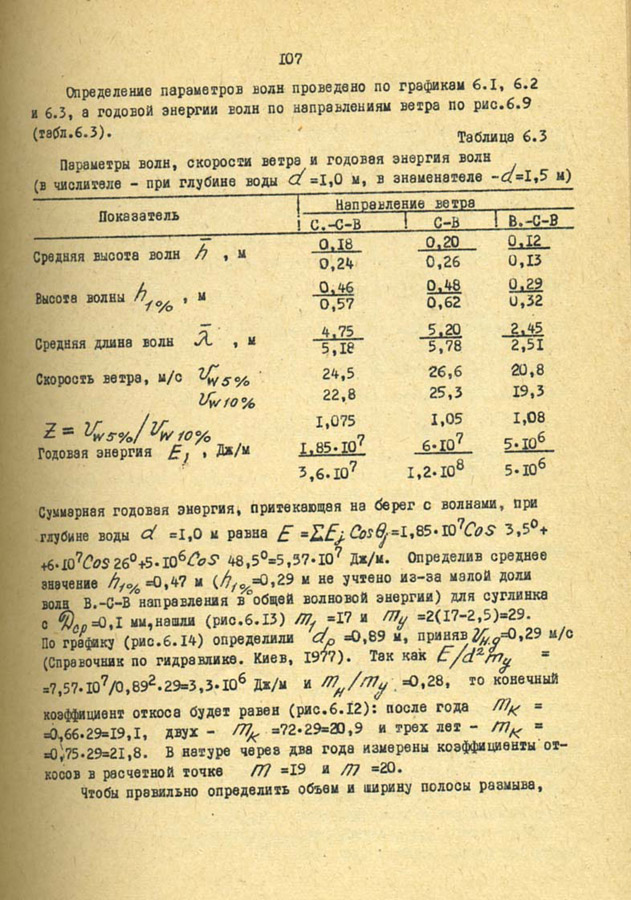 107
Определение параметров волн проведено по графикам 6.1, 6.2
и 6.3, а годовой энергии волн по направлениям ветра по рис.6.9
(табл.6.3).
Таблица 6.3
Параметры волн, скорости ветра и годовая энергия волн
(в числителе - при глубине воды d =1,0 м, в знаменателе -d=1,5 м)
Показатель ! Направление ветра
! С.-С-В ! С-В ! В.-С-В
Средняя высота волн h̄ , м 0,18/0,24 0,20/0,26 0,12/0,13
Высота волны h1% , м 0,46/0,57 0,48/0,62 0,29/0,32
Средняя длина волн λ̄ , м 4,75/5,18 5,20/5,78 2,45/2,51
Скорость ветра, м/с Vw5% 24,5 26,6 20,8
Vw10% 22,8 25,3 19,3
Z = Vw5%/Vw10% 1,075 1,05 1,08
Годовая энергия Ej , Дж/м 1,85·10⁷/3,6·10⁷ 6·10⁷/1,2·10⁸ 5·10⁶/5·10⁶
Суммарная годовая энергия, притекающая на берег с волнами, при
глубине воды d =1,0 м равна E =ΣEj Cosθj=1,85·10⁷Cos 3,5°+
+6·10⁷Cos 26°+5·10⁶Cos 48,5°=5,57·10⁷ Дж/м. Определив среднее
значение h1% =0,47 м (h1%=0,29 м не учтено из-за малой доли
волн В.-С-В направления в общей волновой энергии) для суглинка
с Dср=0,1 мм,нашли (рис.6.13) m1 =17 и mу =2(17-2,5)=29.
По графику (рис.6.14) определили do =0,89 м, приняв Vн.д=0,29 м/с
(Справочник по гидравлике. Киев, 1977). Так как E/d²mу =
=7,57·10⁷/0,89²·29=3,3·10⁶ Дж/м и mн/mу =0,28, то конечный
коэффициент откоса будет равен (рис.6.12): после года mк =
=0,66·29=19,1, двух - mк =72·29=20,9 и трех лет - mк =
=0,75·29=21,8. В натуре через два года измерены коэффициенты от-
косов в расчетной точке m =19 и m =20.
Чтобы правильно определить объем и ширину полосы размыва,